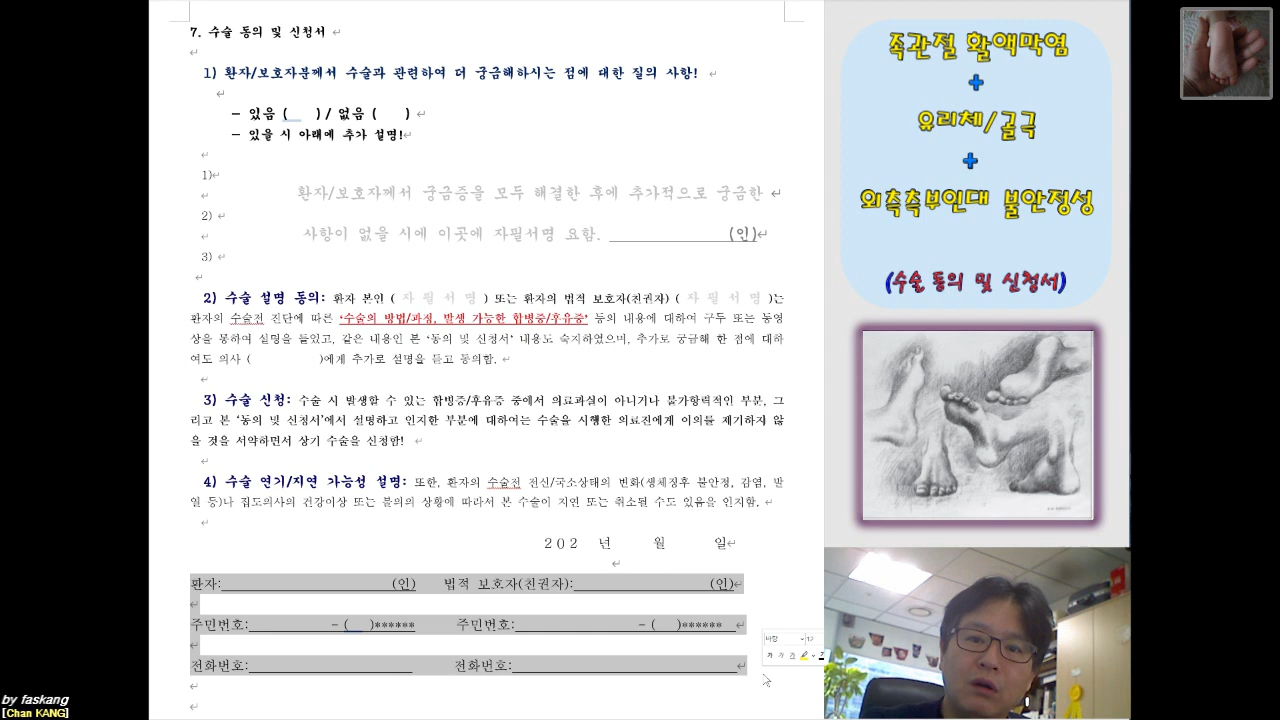 7. 수술 동의 및 신청서
1) 환자/보호자분께서 수술과 관련하여 더 궁금해하시는 점에 대한 질의 사항!
- 있음 (    ) / 없음 (    )
- 있을 시 아래에 추가 설명!
1)
환자/보호자께서 궁금증을 모두 해결한 후에 추가적으로 궁금한
2)
사항이 없을 시에 이곳에 자필서명 요함. ______________(인)
3)
2) 수술 설명 동의: 환자 본인 ( 자 필 서 명 ) 또는 환자의 법적 보호자(친권자) ( 자 필 서 명 )는
환자의 수술전 진단에 따른 ‘수술의 방법/과정, 발생 가능한 합병증/후유증’ 등의 내용에 대하여 구두 또는 동영
상을 통하여 설명을 들었고, 같은 내용인 본 ‘동의 및 신청서’ 내용도 숙지하였으며, 추가로 궁금해 한 점에 대하
여도 의사 (            )에게 추가로 설명을 듣고 동의함.
3) 수술 신청: 수술 시 발생할 수 있는 합병증/후유증 중에서 의료과실이 아니거나 불가항력적인 부분, 그
리고 본 ‘동의 및 신청서’에서 설명하고 인지한 부분에 대하여는 수술을 시행한 의료진에게 이의를 제기하지 않
을 것을 서약하면서 상기 수술을 신청함!
4) 수술 연기/지연 가능성 설명: 또한, 환자의 수술전 전신/국소상태의 변화(생체징후 불안정, 감염, 발
열 등)나 집도의사의 건강이상 또는 불의의 상황에 따라서 본 수술이 지연 또는 취소될 수도 있음을 인지함.
202   년      월      일
환자:____________________(인)    법적 보호자(친권자):________________(인)
주민번호:__________-(   )******    주민번호:______________-(   )******
전화번호:____________________    전화번호:__________________________
족관절 활액막염
+
유리체/골극
+
외측측부인대 불안정성
(수술 동의 및 신청서)
바탕 12
가 가 가
by faskang
[Chan KANG]